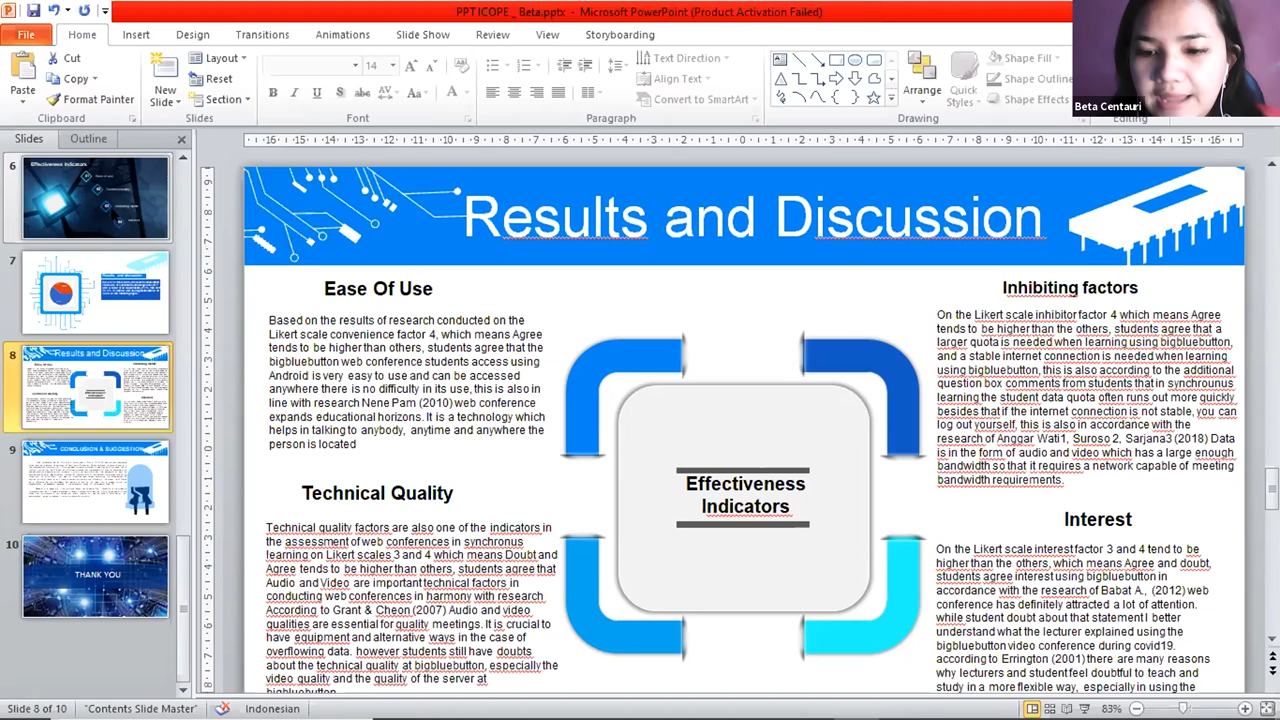 PPT ICOPE _ Beta.pptx - Microsoft PowerPoint (Product Activation Failed)
File Home Insert Design Transitions Animations Slide Show Review View Storyboarding
Cut
Copy
Format Painter
Paste
Clipboard
New
Slide
Layout
Reset
Section
Slides
14
Font
Paragraph
Text Direction
Align Text
Convert to SmartArt
Arrange
Quick
Styles
Drawing
Shape Fill
Shape Outline
Shape Effects
Editing
Beta Centauri
Slides Outline
6
Effectiveness Indicators
7
8
Results and Discussion
9
CONCLUSION & SUGGESTION
10
THANK YOU
Results and Discussion
Ease Of Use
Based on the results of research conducted on the
Likert scale convenience factor 4, which means Agree
tends to be higher than others, students agree that the
bigbluebutton web conference students access using
Android is very easy to use and can be accessed
anywhere there is no difficulty in its use, this is also in
line with research Nene Pam (2010) web conference
expands educational horizons. It is a technology which
helps in talking to anybody, anytime and anywhere the
person is located
Technical Quality
Technical quality factors are also one of the indicators in
the assessment of web conferences in synchronus
learning on Likert scales 3 and 4 which means Doubt and
Agree tends to be higher than others, students agree that
Audio and Video are important technical factors in
conducting web conferences in harmony with research
According to Grant & Cheon (2007) Audio and video
qualities are essential for quality meetings. It is crucial to
have equipment and alternative ways in the case of
overflowing data. however students still have doubts
about the technical quality at bigbluebutton, especially the
video quality and the quality of the server at
bigbluebutton
Effectiveness
Indicators
Inhibiting factors
On the Likert scale inhibitor factor 4 which means Agree
tends to be higher than the others, students agree that a
larger quota is needed when learning using bigbluebutton,
and a stable internet connection is needed when learning
using bigbluebutton, this is also according to the additional
question box comments from students that in synchrounus
learning the student data quota often runs out more quickly
besides that if the internet connection is not stable, you can
log out yourself, this is also in accordance with the
research of Anggar Wati1, Suroso 2, Sarjana3 (2018) Data
is in the form of audio and video which has a large enough
bandwidth so that it requires a network capable of meeting
bandwidth requirements.
Interest
On the Likert scale interest factor 3 and 4 tend to be
higher than the others, which means Agree and doubt,
students agree interest using bigbluebutton in
accordance with the research of Babat A., (2012) web
conference has definitely attracted a lot of attention.
while student doubt about that statement I better
understand what the lecturer explained using the
bigbluebutton video conference during covid19.
according to Errington (2001) there are many reasons
why lecturers and student feel doubtful to teach and
study in a more flexible way, especially in using the
Slide 8 of 10 "Contents Slide Master" Indonesian 83%